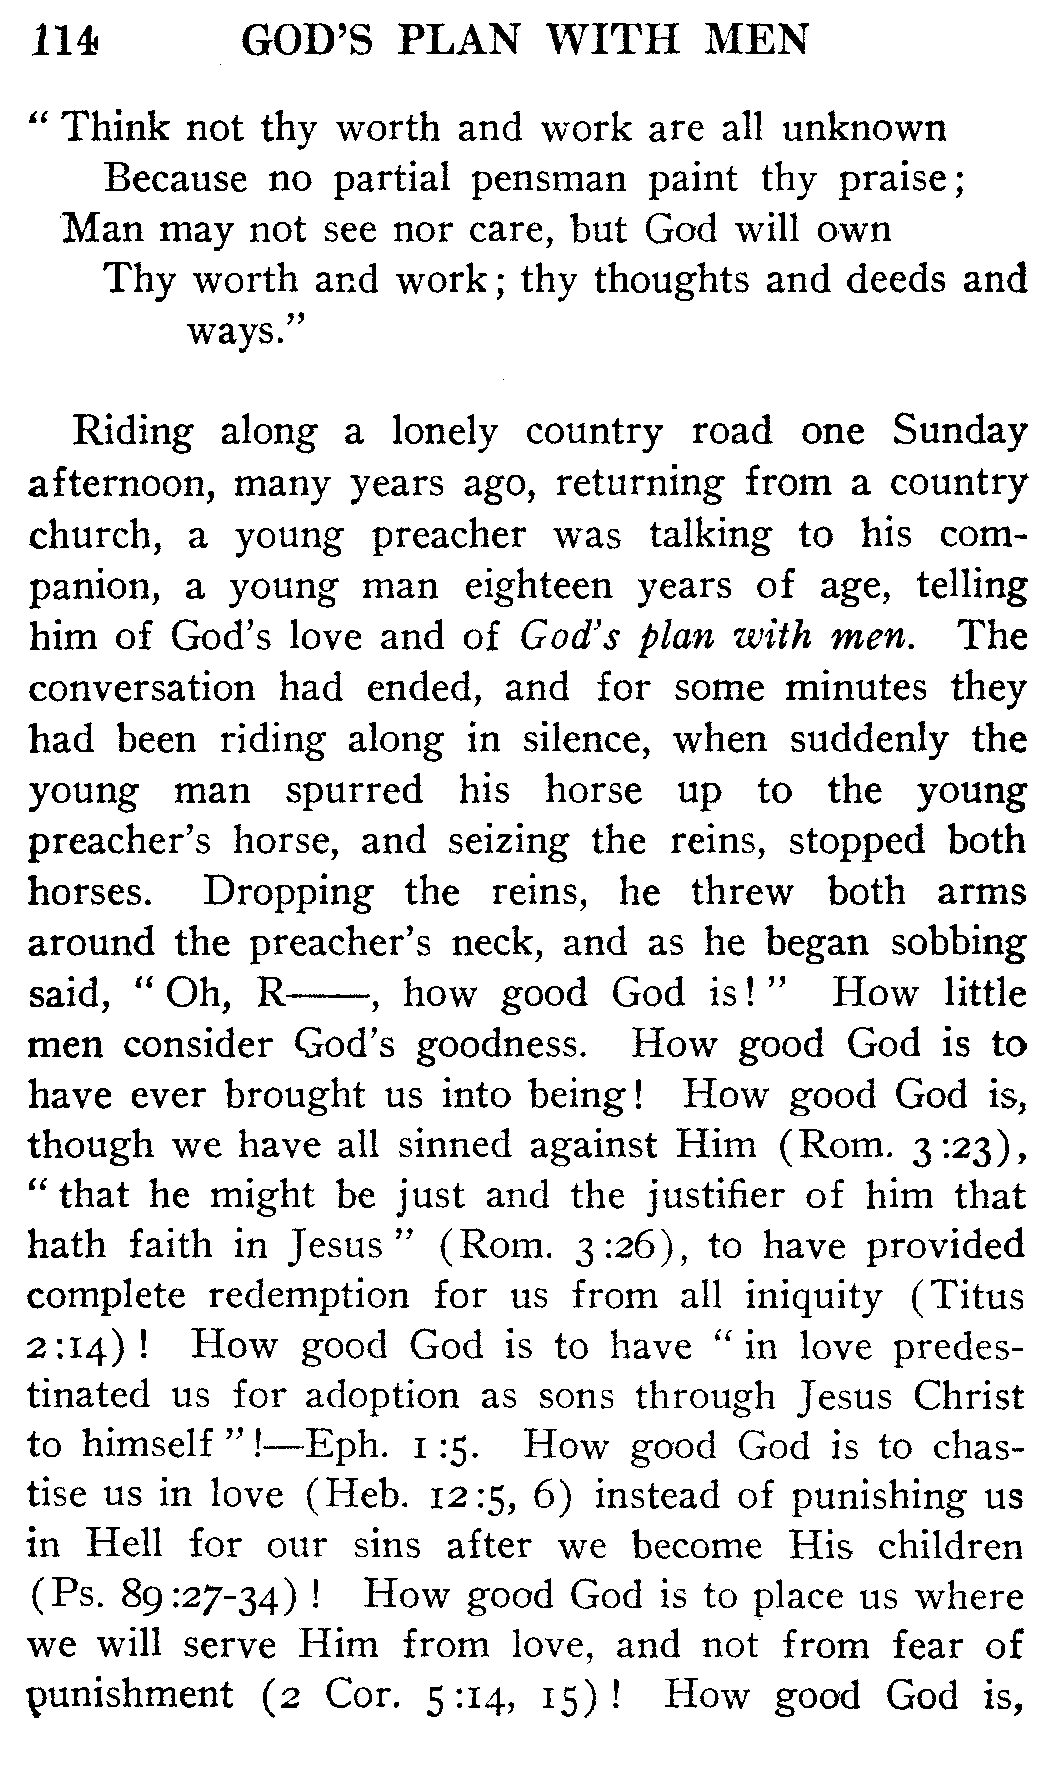 114 GOD'S PLAN WITH MEN
“ Think not thy worth and work are all unknown
Because no partial pensman paint thy praise;
Man may not see nor care, but God will own
Thy worth and work; thy thoughts and deeds and
ways.”
Riding along a lonely country road one Sunday
afternoon, many years ago, returning from a country
church, a young preacher was talking to his com-
panion, a young man eighteen years of age, telling
him of God's love and of God's plan with men. The
conversation had ended, and for some minutes they
had been riding along in silence, when suddenly the
young man spurred his horse up to the young
preacher's horse, and seizing the reins, stopped both
horses. Dropping the reins, he threw both arms
around the preacher's neck, and as he began sobbing
said, “ Oh, R——, how good God is! ” How little
men consider God's goodness. How good God is to
have ever brought us into being! How good God is,
though we have all sinned against Him (Rom. 3:23),
“ that he might be just and the justifier of him that
hath faith in Jesus ” (Rom. 3:26), to have provided
complete redemption for us from all iniquity (Titus
2:14)! How good God is to have “ in love predes-
tinated us for adoption as sons through Jesus Christ
to himself ”!—Eph. 1:5. How good God is to chas-
tise us in love (Heb. 12:5, 6) instead of punishing us
in Hell for our sins after we become His children
(Ps. 89:27-34)! How good God is to place us where
we will serve Him from love, and not from fear of
punishment (2 Cor. 5:14, 15)! How good God is,